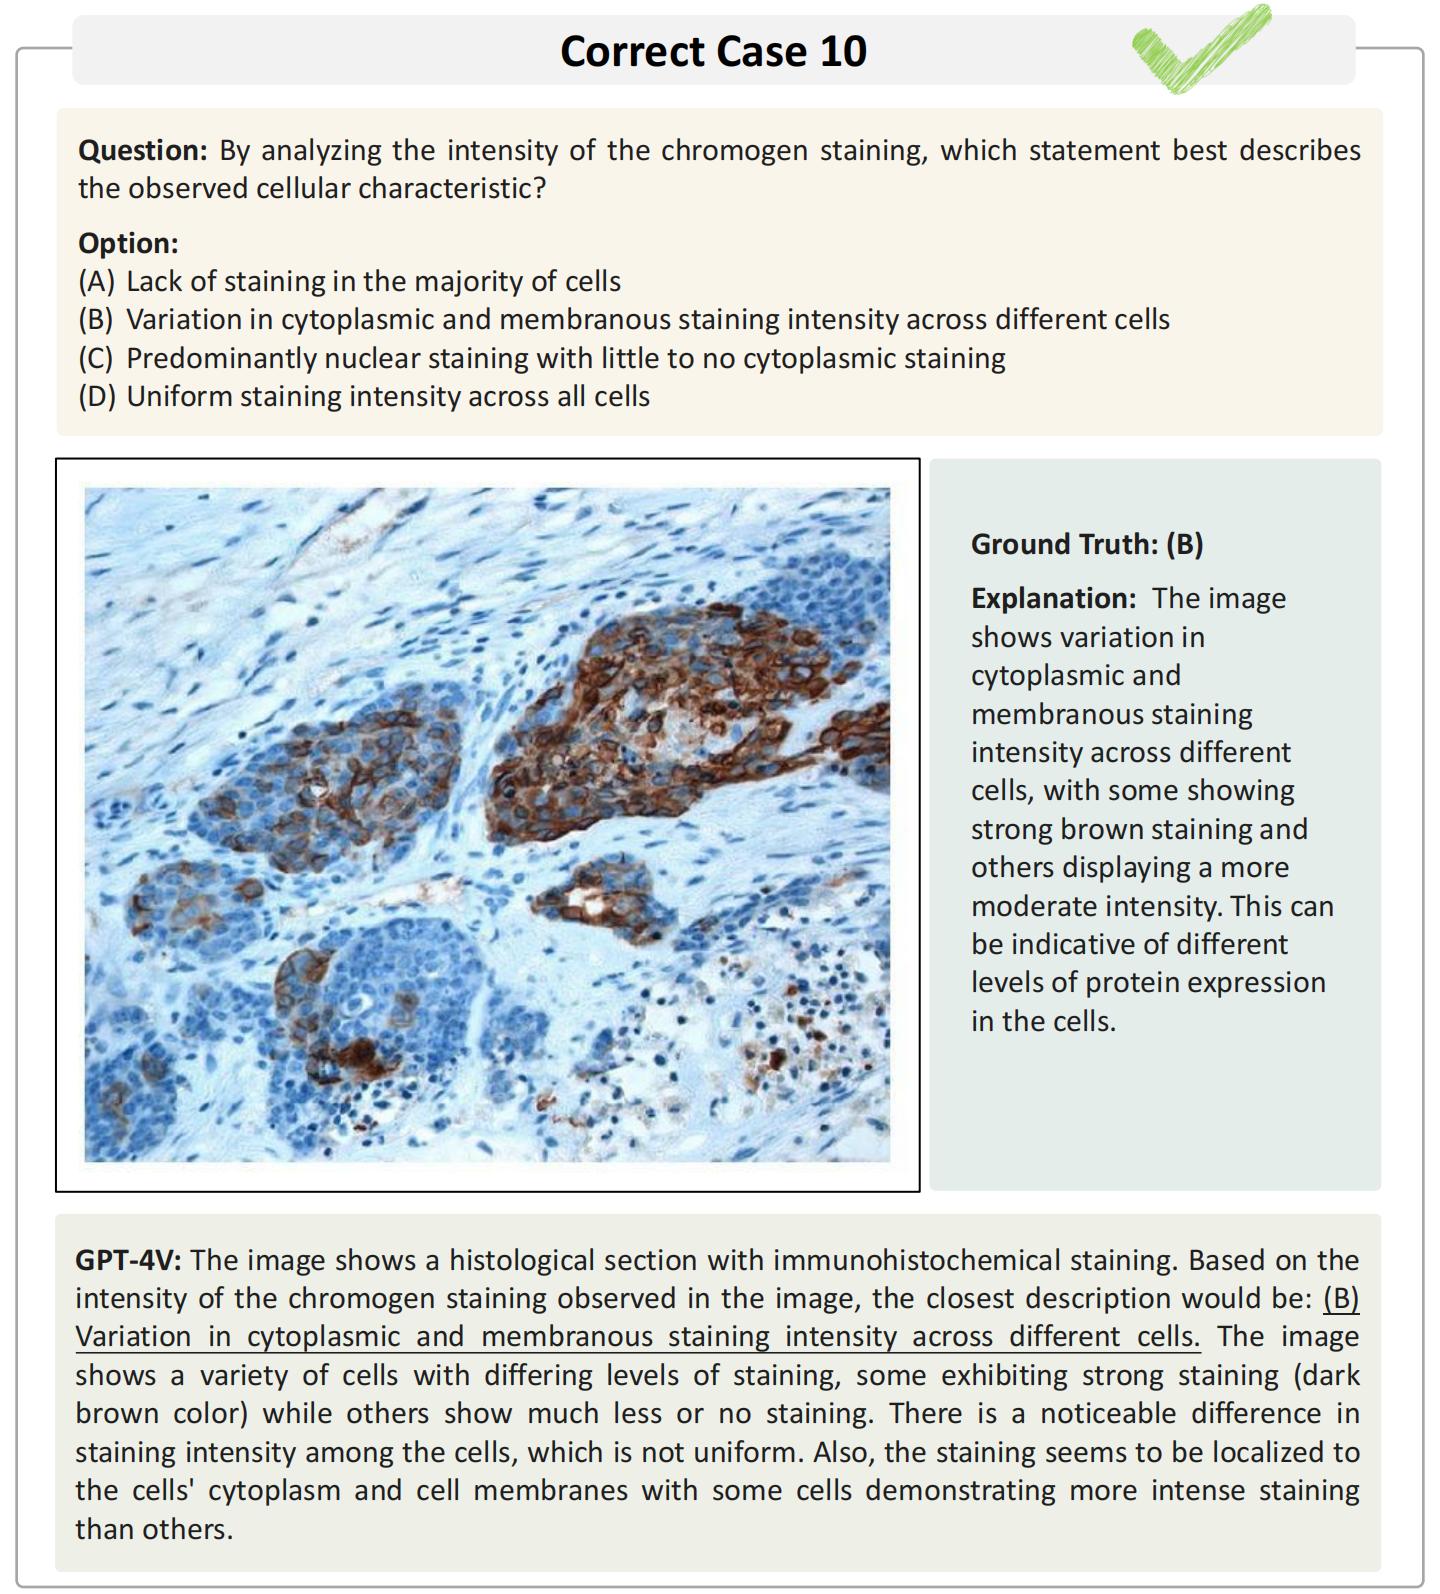 Correct Case 10
Question: By analyzing the intensity of the chromogen staining, which statement best describes
the observed cellular characteristic?
Option:
(A) Lack of staining in the majority of cells
(B) Variation in cytoplasmic and membranous staining intensity across different cells
(C) Predominantly nuclear staining with little to no cytoplasmic staining
(D) Uniform staining intensity across all cells
Ground Truth: (B)
Explanation: The image
shows variation in
cytoplasmic and
membranous staining
intensity across different
cells, with some showing
strong brown staining and
others displaying a more
moderate intensity. This can
be indicative of different
levels of protein expression
in the cells.
GPT-4V: The image shows a histological section with immunohistochemical staining. Based on the
intensity of the chromogen staining observed in the image, the closest description would be: (B)
Variation in cytoplasmic and membranous staining intensity across different cells. The image
shows a variety of cells with differing levels of staining, some exhibiting strong staining (dark
brown color) while others show much less or no staining. There is a noticeable difference in
staining intensity among the cells, which is not uniform. Also, the staining seems to be localized to
the cells' cytoplasm and cell membranes with some cells demonstrating more intense staining
than others.